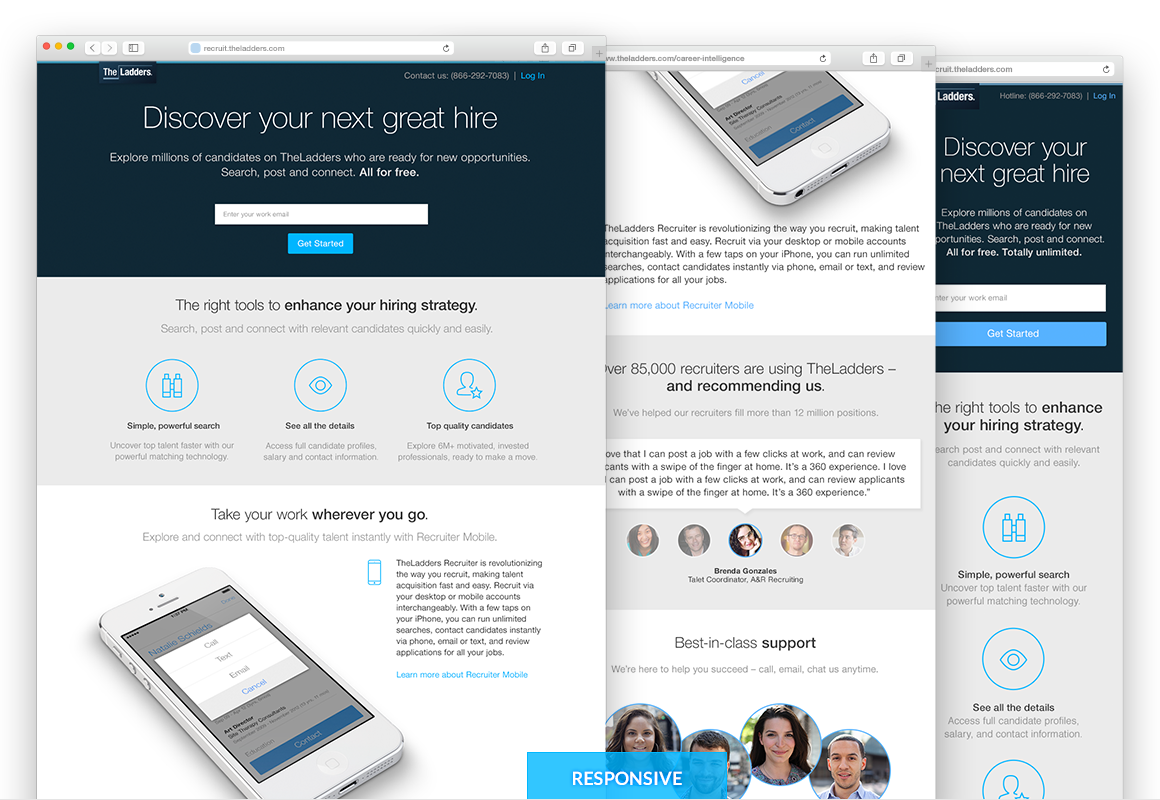 recruit.theladders.com
The Ladders.
Contact us: (866-292-7083) | Log In
Discover your next great hire
Explore millions of candidates on TheLadders who are ready for new opportunities.
Search, post and connect. All for free.
Enter your work email
Get Started
The right tools to enhance your hiring strategy.
Search, post and connect with relevant candidates quickly and easily.
Simple, powerful search
Uncover top talent faster with our
powerful matching technology.
See all the details
Access full candidate profiles,
salary and contact information.
Top quality candidates
Explore 6M+ motivated, invested
professionals, ready to make a move.
Take your work wherever you go.
Explore and connect with top-quality talent instantly with Recruiter Mobile.
TheLadders Recruiter is revolutionizing
the way you recruit, making talent
acquisition fast and easy. Recruit via
your desktop or mobile accounts
interchangeably. With a few taps on
your iPhone, you can run unlimited
searches, contact candidates instantly
via phone, email or text, and review
applications for all your jobs.
Learn more about Recruiter Mobile
Done
Natalie Schields
Call
Text
Email
Cancel
Art Director
Site Therapy Consultants
Education
Contact
w.theladders.com/career-intelligence
Cancel
Art Director
Site Therapy Consultants
Education
Contact
TheLadders Recruiter is revolutionizing the way you recruit, making talent
acquisition fast and easy. Recruit via your desktop or mobile accounts
interchangeably. With a few taps on your iPhone, you can run unlimited
searches, contact candidates instantly via phone, email or text, and review
applications for all your jobs.
Learn more about Recruiter Mobile
Over 85,000 recruiters are using TheLadders –
and recommending us.
We've helped our recruiters fill more than 12 million positions.
ove that I can post a job with a few clicks at work, and can review
cants with a swipe of the finger at home. It's a 360 experience. I love
I can post a job with a few clicks at work, and can review applicants
with a swipe of the finger at home. It's a 360 experience."
Brenda Gonzales
Talet Coordinator, A&R Recruiting
Best-in-class support
We're here to help you succeed – call, email, chat us anytime.
cruit.theladders.com
Ladders.
Hotline: (866-292-7083) | Log In
Discover your
next great hire
Explore millions of candidates on
TheLadders who are ready for new
portunities. Search, post and connect.
All for free. Totally unlimited.
nter your work email
Get Started
he right tools to enhance
your hiring strategy.
earch post and connect with relevant
candidates quickly and easily.
Simple, powerful search
Uncover top talent faster with our
powerful matching technology.
See all the details
Access full candidate profiles,
salary, and contact information.
RESPONSIVE